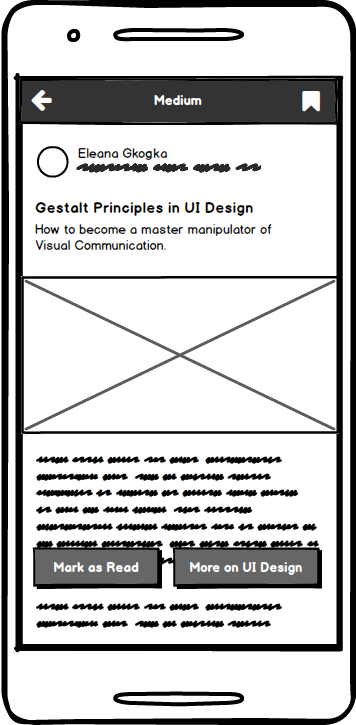 Medium
Eleana Gkogka
Gestalt Principles in UI Design
How to become a master manipulator of
Visual Communication.
Mark as Read
More on UI Design